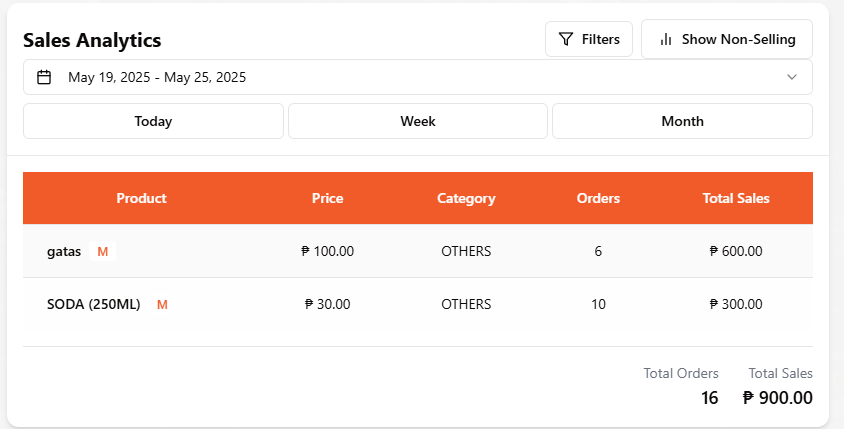 Sales Analytics Filters Show Non-Selling
May 19, 2025 - May 25, 2025
Today Week Month
Product Price Category Orders Total Sales
gatas M ₱ 100.00 OTHERS 6 ₱ 600.00
SODA (250ML) M ₱ 30.00 OTHERS 10 ₱ 300.00
Total Orders Total Sales
16 ₱ 900.00